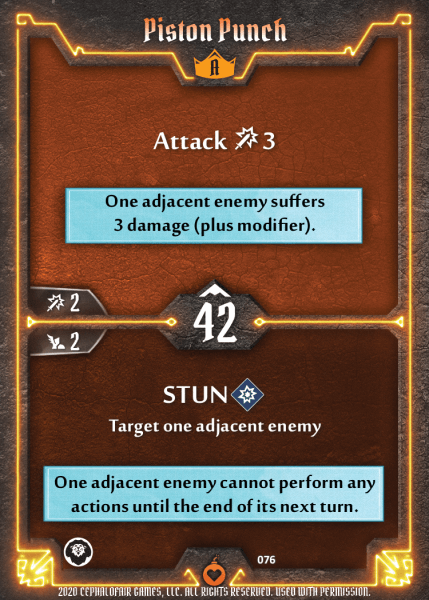 Piston Punch
A
Attack 3
One adjacent enemy suffers
3 damage (plus modifier).
2
42
2
STUN
Target one adjacent enemy
One adjacent enemy cannot perform any
actions until the end of its next turn.
076
2020 CEPHALOFAIR GAMES, LLC. ALL RIGHTS RESERVED. USED WITH PERMISSION.